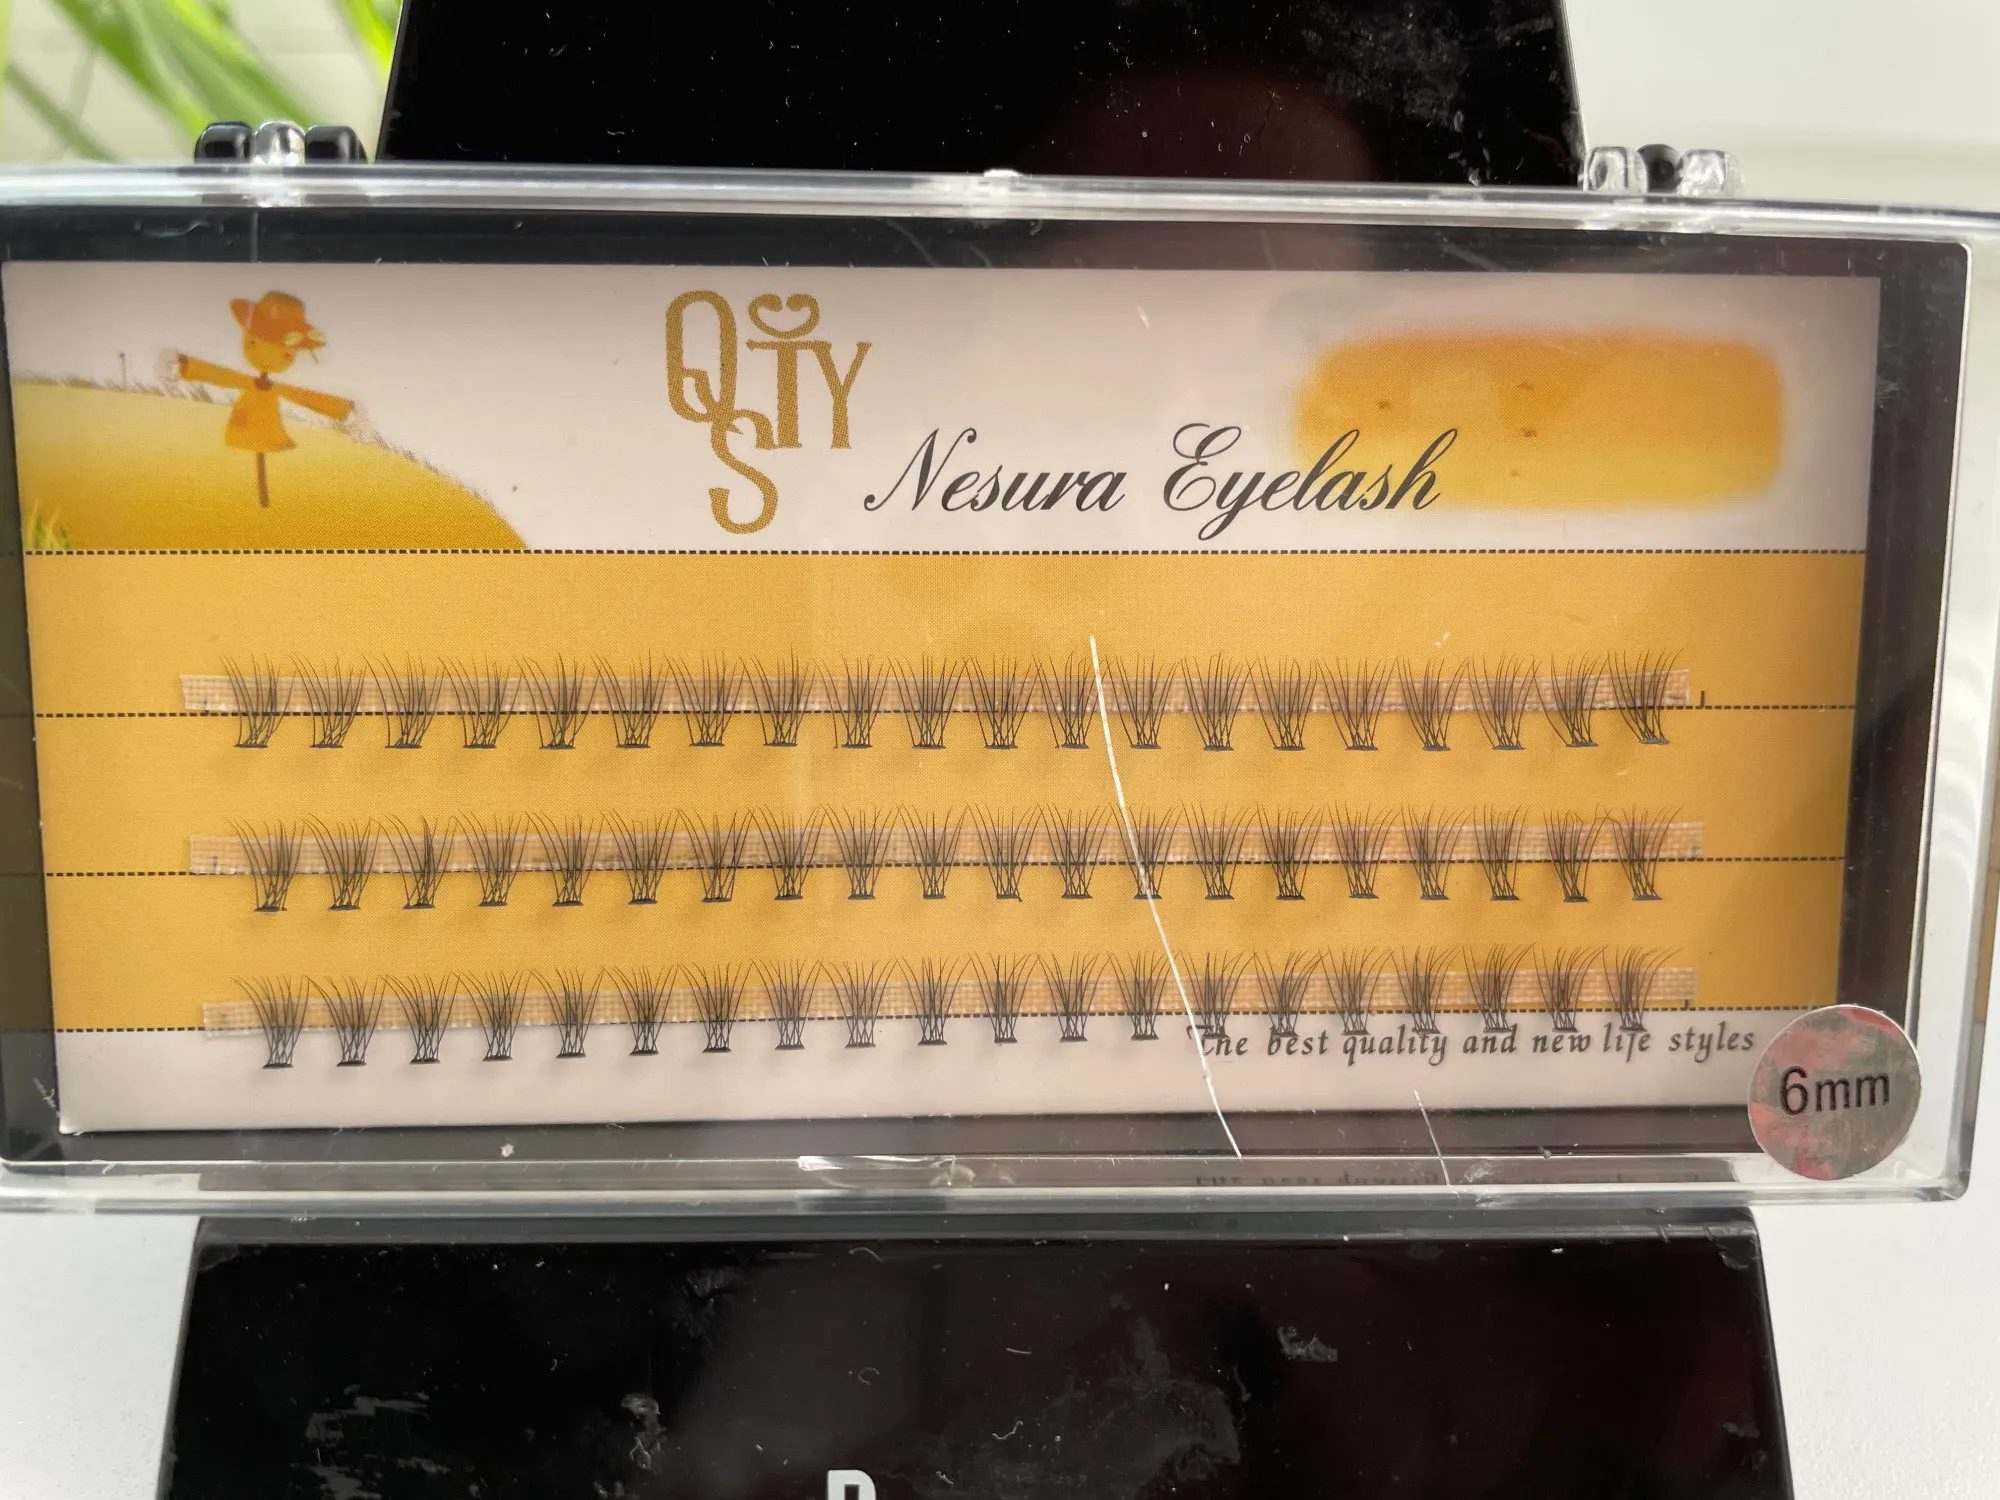 QSTY
Nesura Eyelash
The best quality and new life styles
6mm